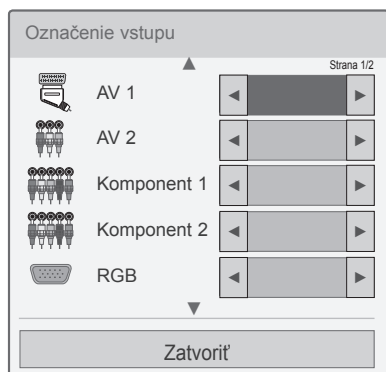 Označenie vstupu
Strana 1/2
AV 1
AV 2
Komponent 1
Komponent 2
RGB
Zatvoriť